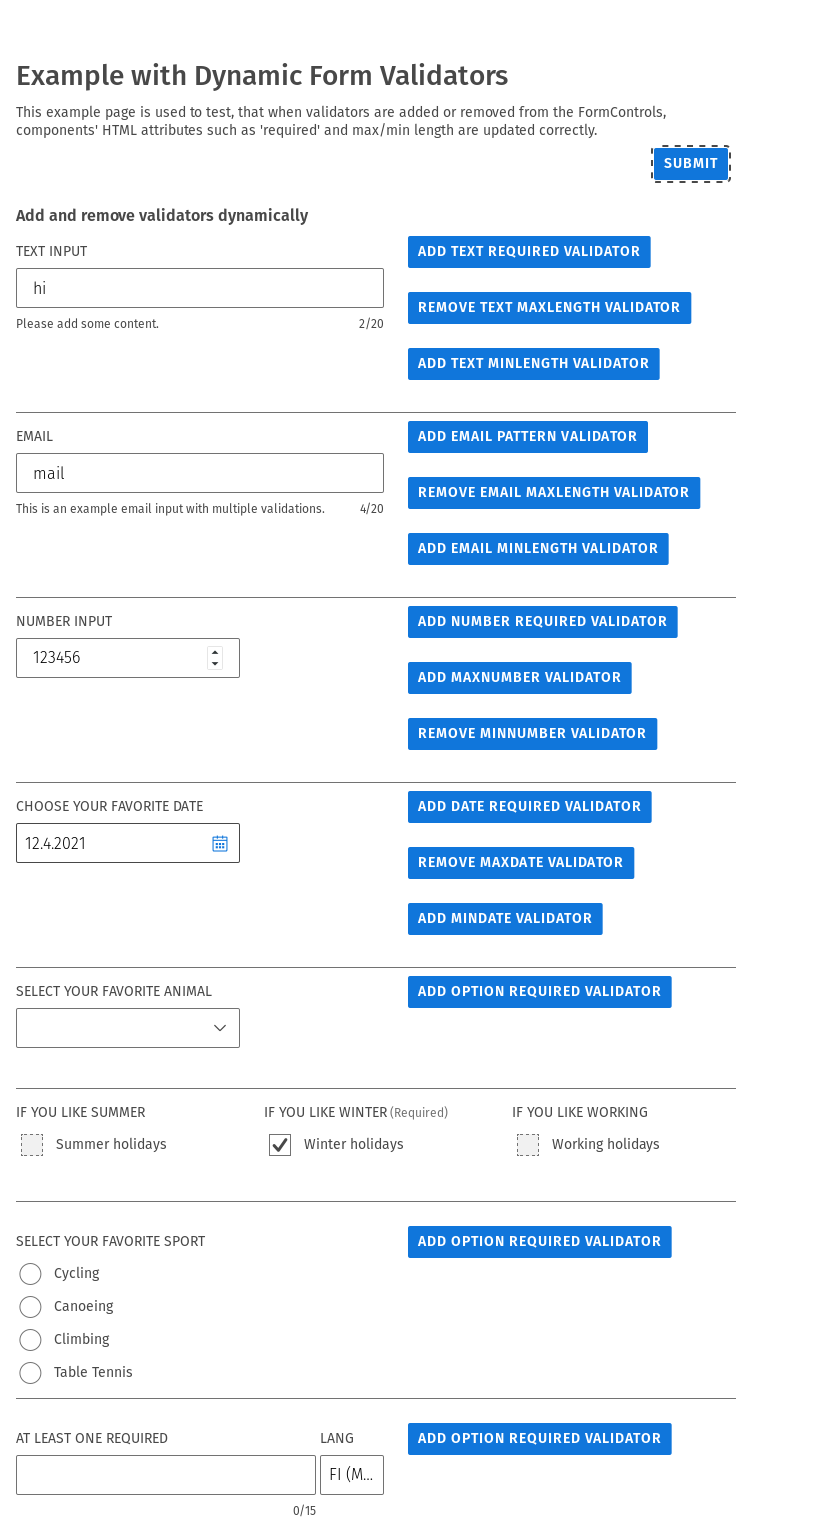 Example with Dynamic Form Validators
This example page is used to test, that when validators are added or removed from the FormControls,
components' HTML attributes such as 'required' and max/min length are updated correctly.
SUBMIT
Add and remove validators dynamically
TEXT INPUT
hi
Please add some content. 2/20
ADD TEXT REQUIRED VALIDATOR
REMOVE TEXT MAXLENGTH VALIDATOR
ADD TEXT MINLENGTH VALIDATOR
EMAIL
mail
This is an example email input with multiple validations. 4/20
ADD EMAIL PATTERN VALIDATOR
REMOVE EMAIL MAXLENGTH VALIDATOR
ADD EMAIL MINLENGTH VALIDATOR
NUMBER INPUT
123456
ADD NUMBER REQUIRED VALIDATOR
ADD MAXNUMBER VALIDATOR
REMOVE MINNUMBER VALIDATOR
CHOOSE YOUR FAVORITE DATE
12.4.2021
ADD DATE REQUIRED VALIDATOR
REMOVE MAXDATE VALIDATOR
ADD MINDATE VALIDATOR
SELECT YOUR FAVORITE ANIMAL
ADD OPTION REQUIRED VALIDATOR
IF YOU LIKE SUMMER
Summer holidays
IF YOU LIKE WINTER (Required)
Winter holidays
IF YOU LIKE WORKING
Working holidays
SELECT YOUR FAVORITE SPORT
Cycling
Canoeing
Climbing
Table Tennis
ADD OPTION REQUIRED VALIDATOR
AT LEAST ONE REQUIRED
0/15
LANG
FI (M...
ADD OPTION REQUIRED VALIDATOR